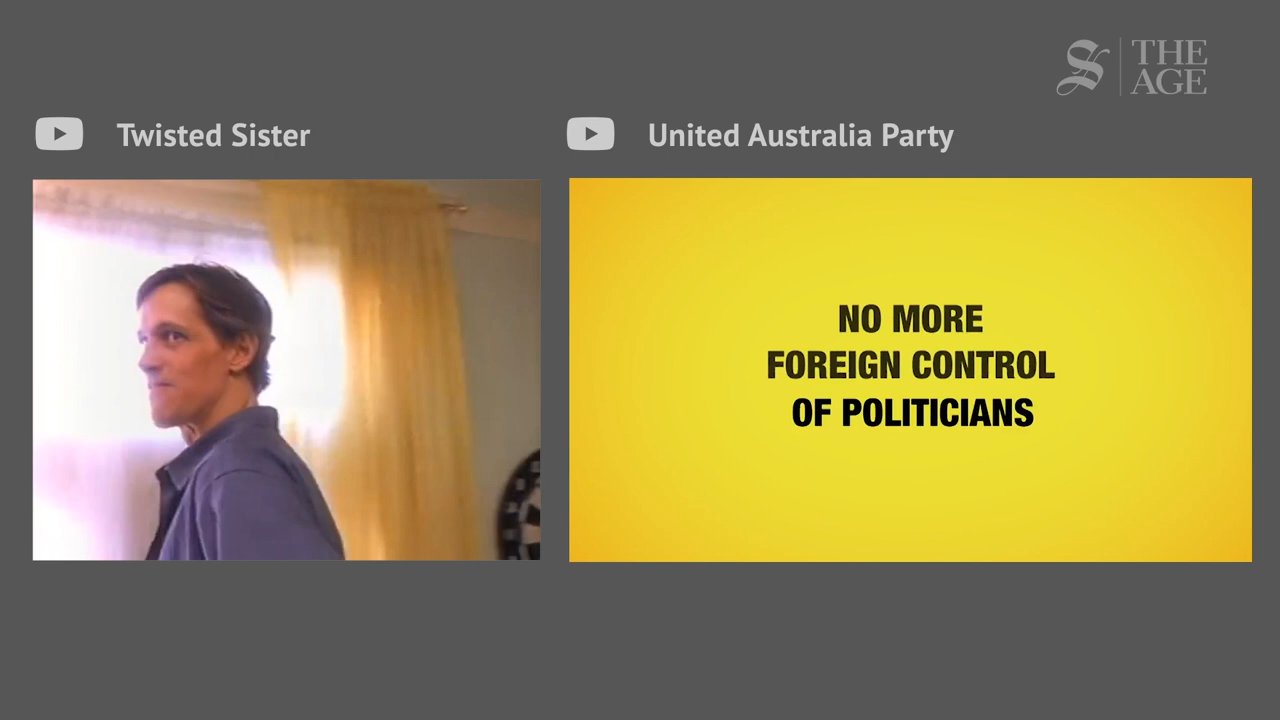 S THE
AGE
Twisted Sister
United Australia Party
NO MORE
FOREIGN CONTROL
OF POLITICIANS